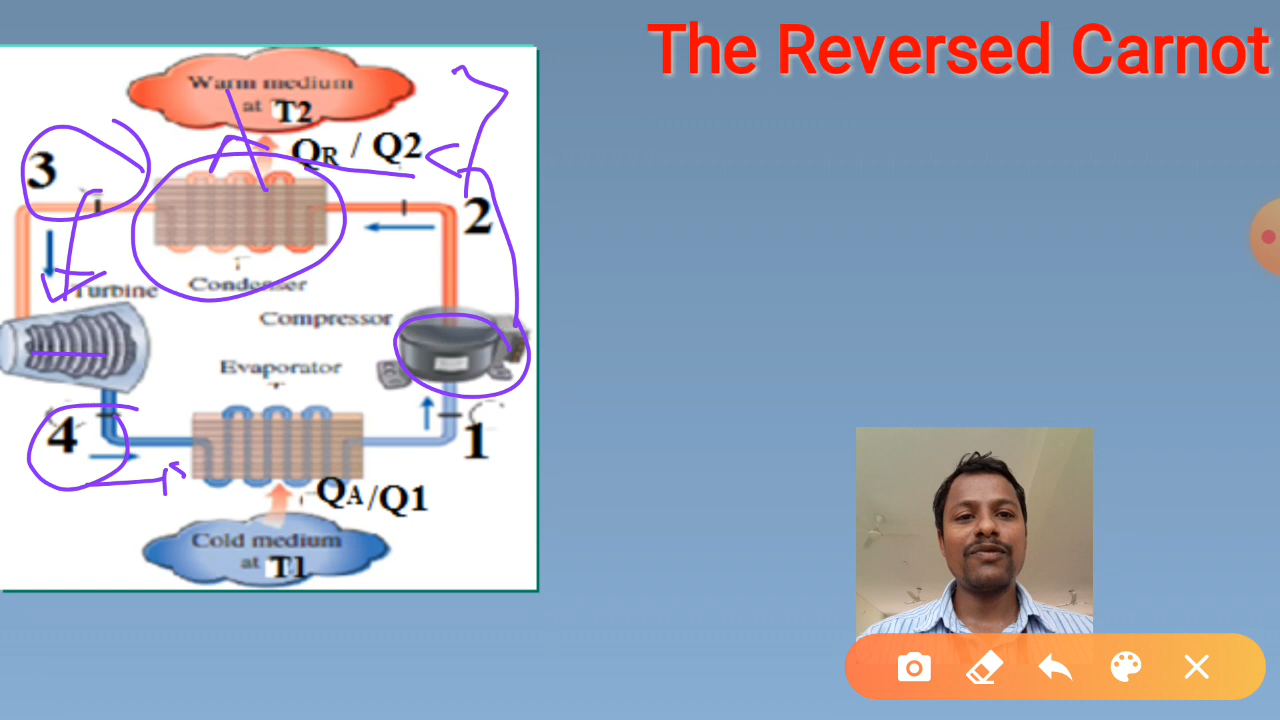 The Reversed Carnot
Warm medium
at T2
QR / Q2
3
2
Condenser
Turbine
Compressor
Evaporator
4
1
QA/Q1
Cold medium
at T1